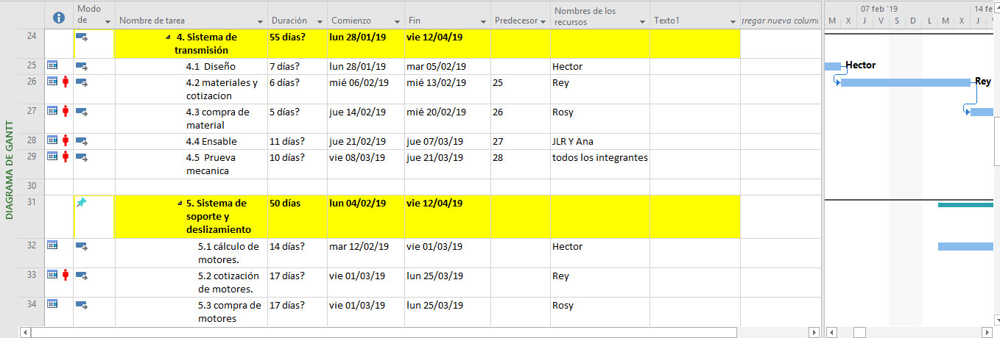 Modo
de
Nombre de tarea
Duración
Comienzo
Fin
Predecesor
Nombres de los
recursos
Texto1
gregar nueva column
07 feb '19
14 fe
M X J V S D L M X J
24
4. Sistema de
transmisión
55 días?
lun 28/01/19
vie 12/04/19
25
4.1 Diseño
7 días?
lun 28/01/19
mar 05/02/19
Hector
Hector
26
4.2 materiales y
cotizacion
6 días?
mié 06/02/19
mié 13/02/19
25
Rey
Rey
27
4.3 compra de
material
5 días?
jue 14/02/19
mié 20/02/19
26
Rosy
28
4.4 Ensable
11 días?
jue 21/02/19
jue 07/03/19
27
JLR Y Ana
29
4.5 Prueva
mecanica
10 días?
vie 08/03/19
jue 21/03/19
28
todos los integrantes
30
31
5. Sistema de
soporte y
deslizamiento
50 días
lun 04/02/19
vie 12/04/19
32
5.1 cálculo de
motores.
14 días?
mar 12/02/19
vie 01/03/19
Hector
33
5.2 cotización
de motores.
17 días?
vie 01/03/19
lun 25/03/19
Rey
34
5.3 compra de
motores
17 días?
vie 01/03/19
lun 25/03/19
Rosy
DIAGRAMA DE GANTT